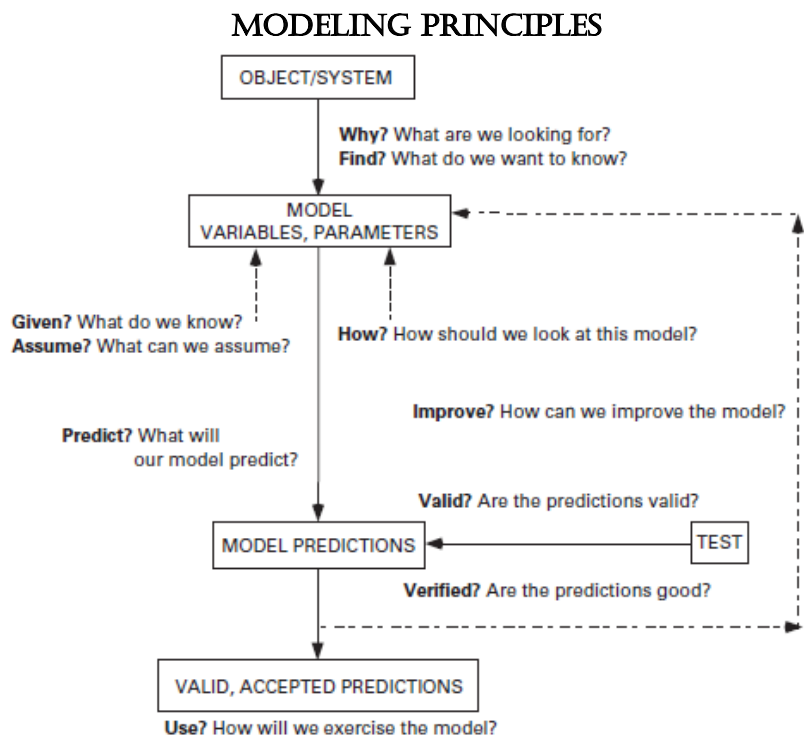 MODELING PRINCIPLES
OBJECT/SYSTEM
Why? What are we looking for?
Find? What do we want to know?
MODEL
VARIABLES, PARAMETERS
Given? What do we know?
Assume? What can we assume?
How? How should we look at this model?
Improve? How can we improve the model?
Predict? What will
our model predict?
Valid? Are the predictions valid?
MODEL PREDICTIONS
TEST
Verified? Are the predictions good?
VALID, ACCEPTED PREDICTIONS
Use? How will we exercise the model?